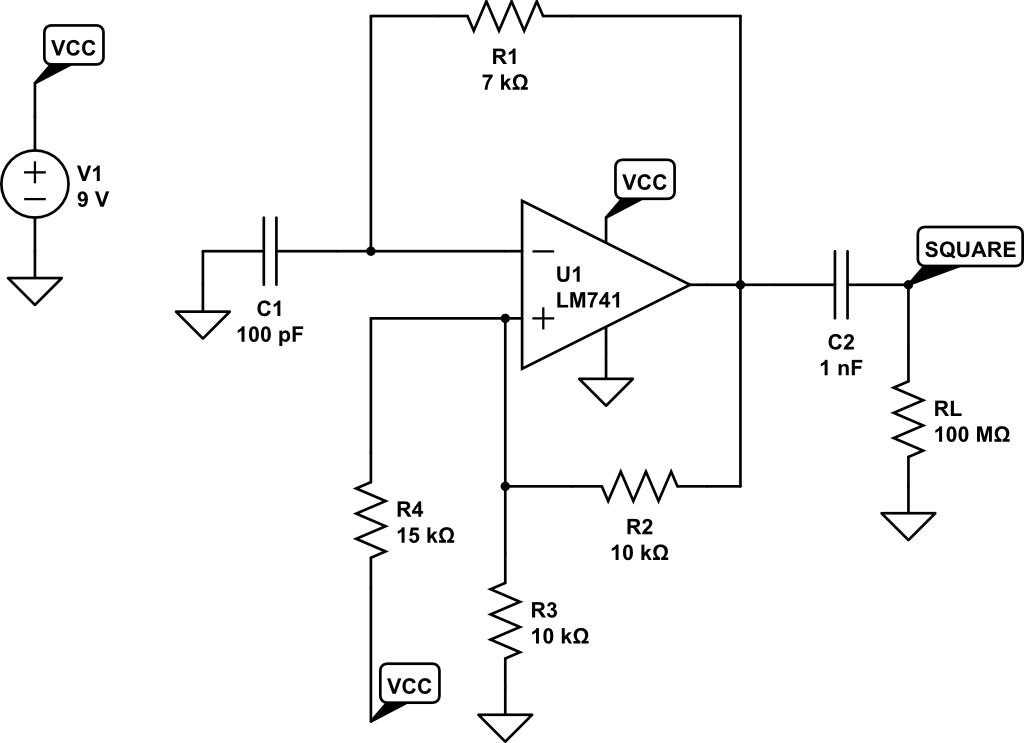 VCC
+
−
V1
9 V
R1
7 kΩ
VCC
−
U1
LM741
+
C1
100 pF
SQUARE
C2
1 nF
RL
100 MΩ
R4
15 kΩ
R2
10 kΩ
R3
10 kΩ
VCC